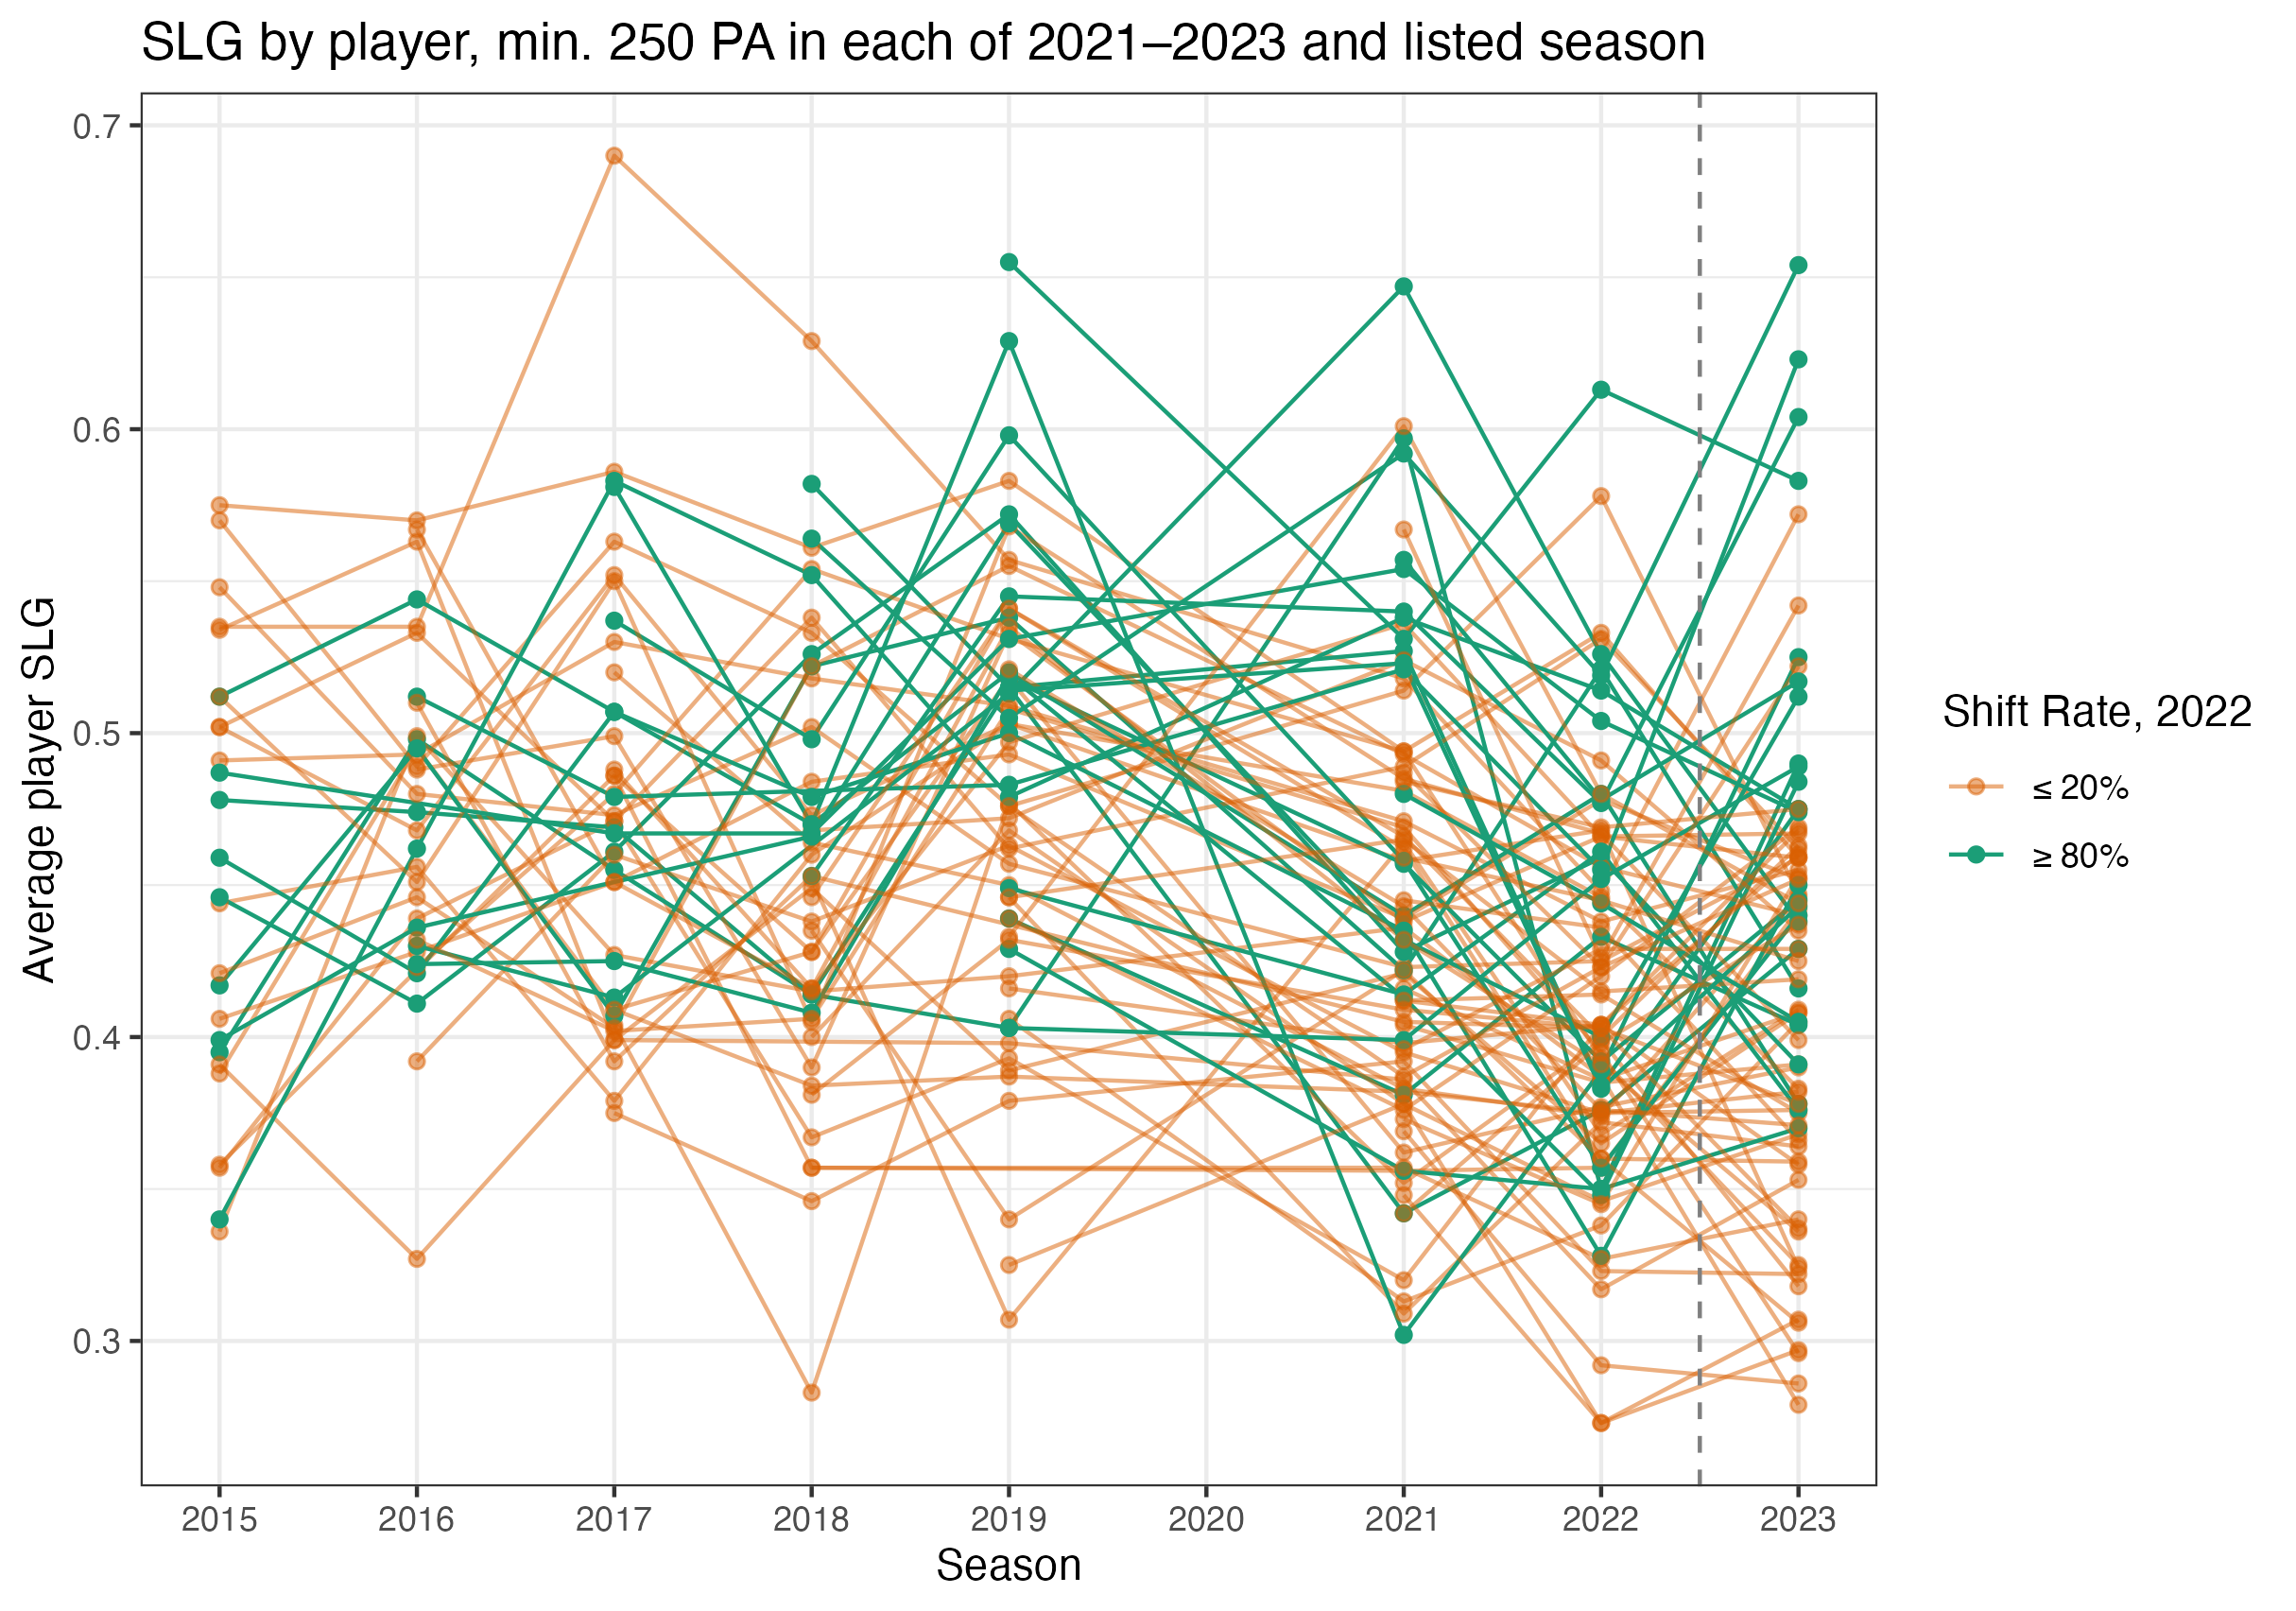 SLG by player, min. 250 PA in each of 2021–2023 and listed season
Average player SLG
0.7
0.6
0.5
0.4
0.3
2015 2016 2017 2018 2019 2020 2021 2022 2023
Season
Shift Rate, 2022
≤ 20%
≥ 80%